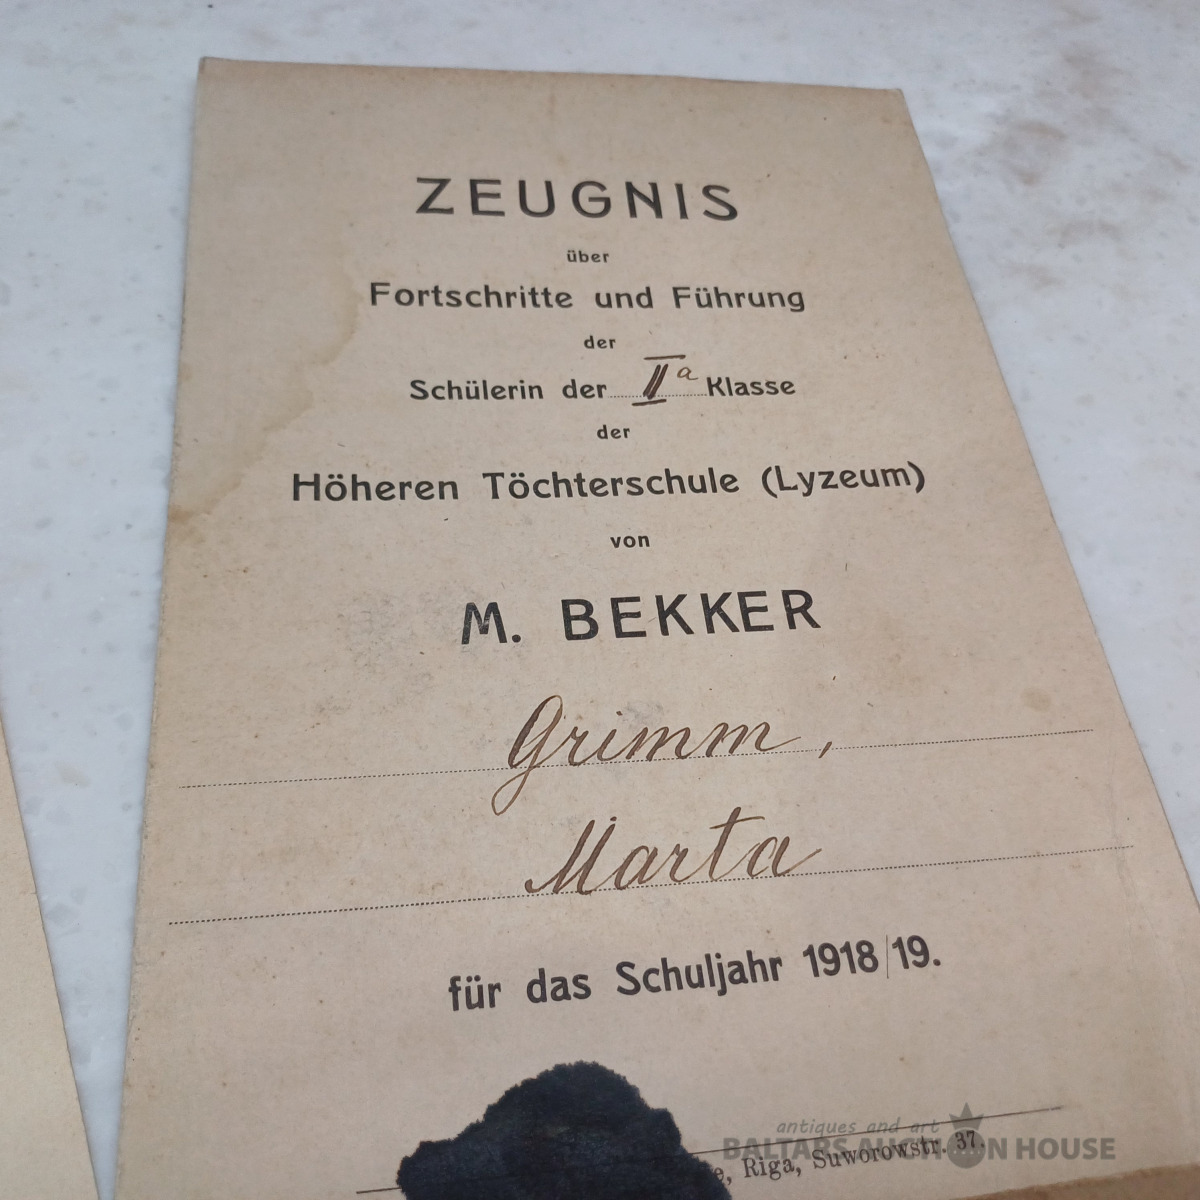 ZEUGNIS
über
Fortschritte und Führung
der
Schülerin der IIa Klasse
der
Höheren Töchterschule (Lyzeum)
von
M. BEKKER
Grimm,
Marta
für das Schuljahr 1918/19.
Riga, Suworowstr. 37.
antiques and art
BALTARS AUCTION HOUSE